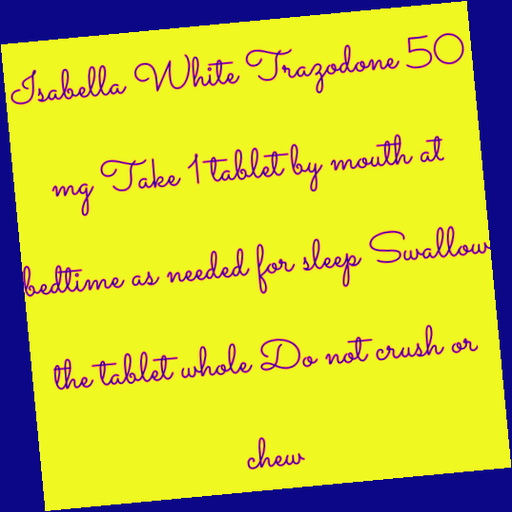 Isabella White Trazodone 50
mg Take 1 tablet by mouth at
bedtime as needed for sleep Swallow
the tablet whole Do not crush or
chew